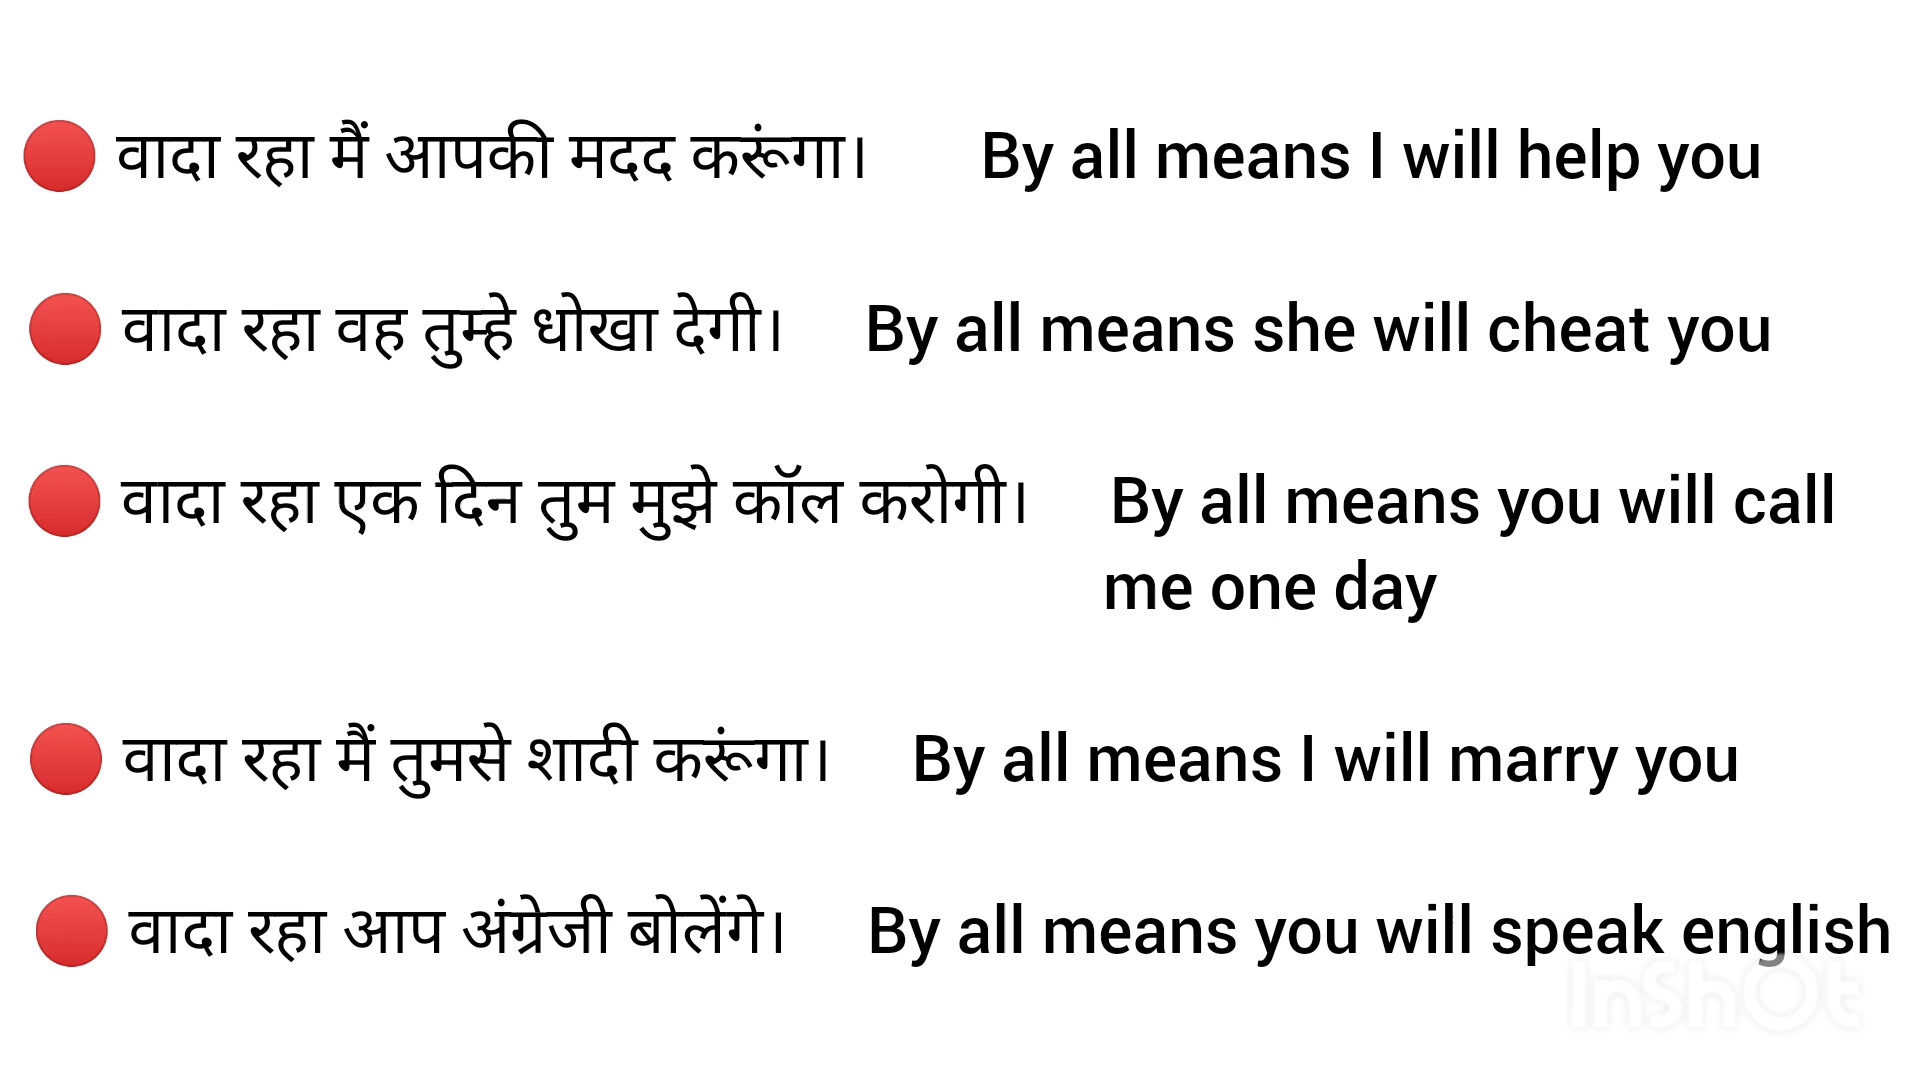 🔴 वादा रहा मैं आपकी मदद करूंगा। By all means I will help you
🔴 वादा रहा वह तुम्हे धोखा देगी। By all means she will cheat you
🔴 वादा रहा एक दिन तुम मुझे कॉल करोगी। By all means you will call
me one day
🔴 वादा रहा मैं तुमसे शादी करूंगा। By all means I will marry you
🔴 वादा रहा आप अंग्रेजी बोलेंगे। By all means you will speak english
InShOt